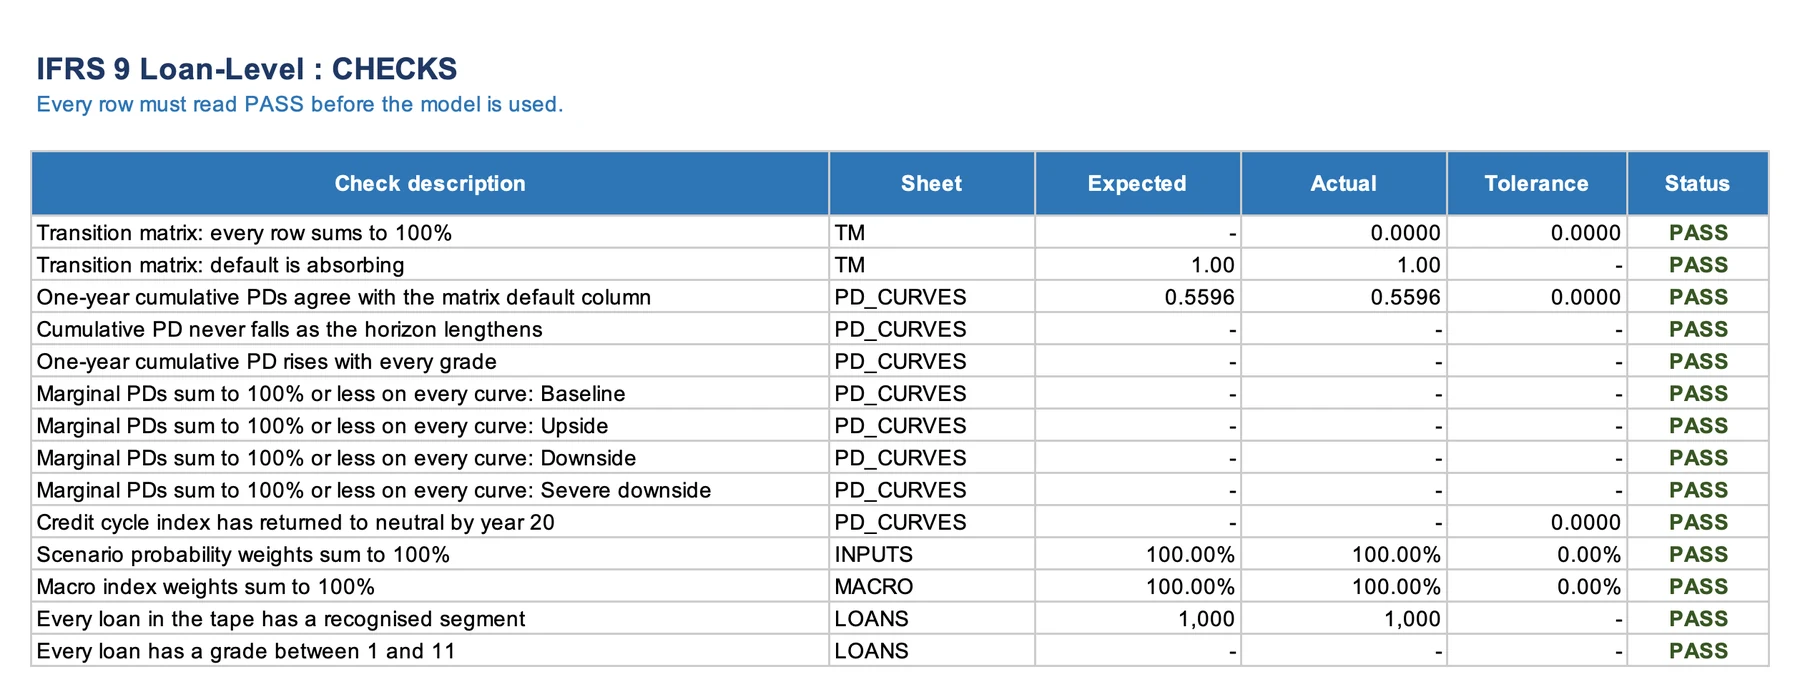 IFRS 9 Loan-Level : CHECKS
Every row must read PASS before the model is used.
Check description Sheet Expected Actual Tolerance Status
Transition matrix: every row sums to 100% TM - 0.0000 0.0000 PASS
Transition matrix: default is absorbing TM 1.00 1.00 - PASS
One-year cumulative PDs agree with the matrix default column PD_CURVES 0.5596 0.5596 0.0000 PASS
Cumulative PD never falls as the horizon lengthens PD_CURVES - - - PASS
One-year cumulative PD rises with every grade PD_CURVES - - - PASS
Marginal PDs sum to 100% or less on every curve: Baseline PD_CURVES - - - PASS
Marginal PDs sum to 100% or less on every curve: Upside PD_CURVES - - - PASS
Marginal PDs sum to 100% or less on every curve: Downside PD_CURVES - - - PASS
Marginal PDs sum to 100% or less on every curve: Severe downside PD_CURVES - - - PASS
Credit cycle index has returned to neutral by year 20 PD_CURVES - - 0.0000 PASS
Scenario probability weights sum to 100% INPUTS 100.00% 100.00% 0.00% PASS
Macro index weights sum to 100% MACRO 100.00% 100.00% 0.00% PASS
Every loan in the tape has a recognised segment LOANS 1,000 1,000 - PASS
Every loan has a grade between 1 and 11 LOANS - - - PASS